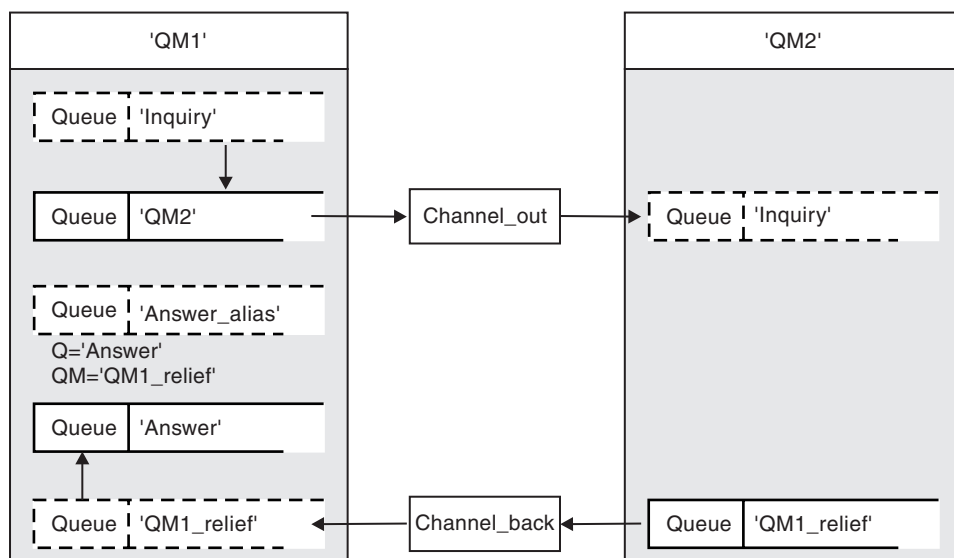 'QM1'
'QM2'
Queue 'Inquiry'
Queue 'QM2'
Channel_out
Queue 'Inquiry'
Queue 'Answer_alias'
Q='Answer'
QM='QM1_relief'
Queue 'Answer'
Queue 'QM1_relief'
Channel_back
Queue 'QM1_relief'